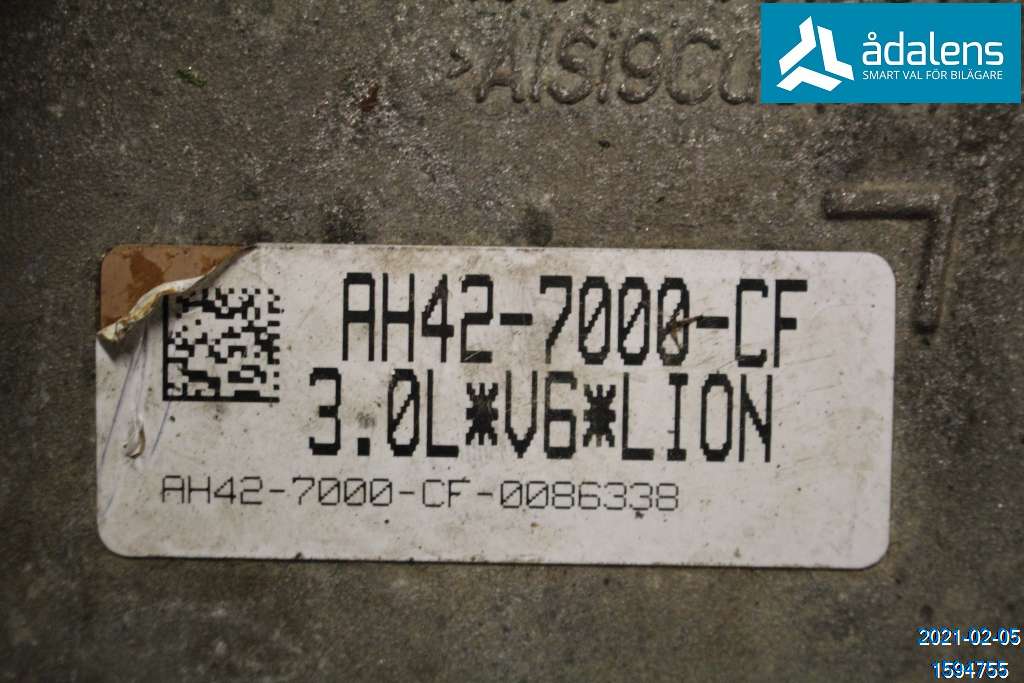 ådalens
SMART VAL FÖR BILÄGARE
AH42-7000-CF
3.0L*V6*LION
AH42-7000-CF-0086338
2021-02-05
1594755